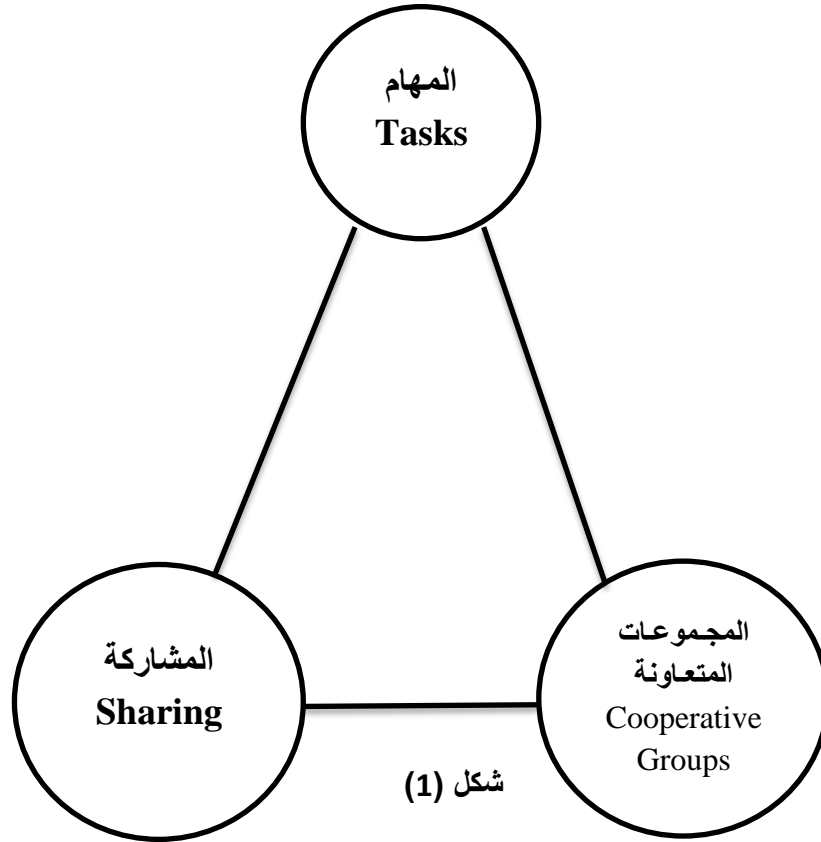 المهام
Tasks
المشاركة
Sharing
المجموعات
المتعاونة
Cooperative
Groups
شكل (1)